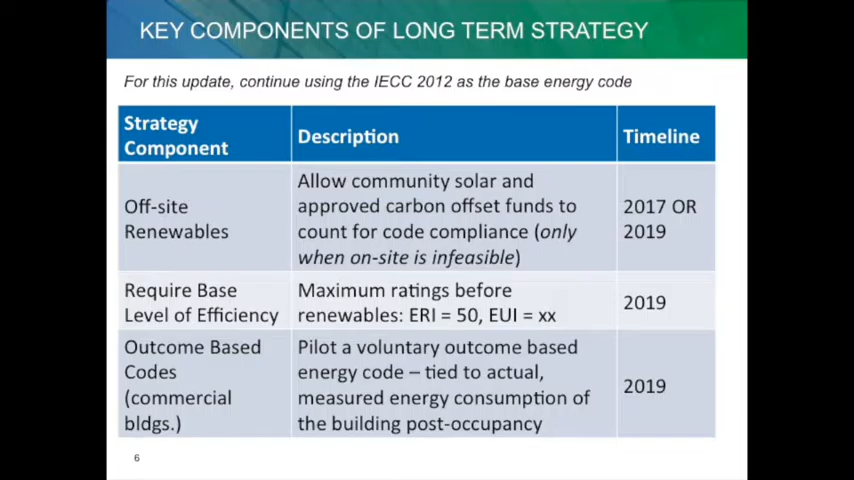 KEY COMPONENTS OF LONG TERM STRATEGY
For this update, continue using the IECC 2012 as the base energy code
Strategy
Component
Description
Timeline
Off-site
Renewables
Allow community solar and
approved carbon offset funds to
count for code compliance (only
when on-site is infeasible)
2017 OR
2019
Require Base
Level of Efficiency
Maximum ratings before
renewables: ERI = 50, EUI = xx
2019
Outcome Based
Codes
(commercial
bldgs.)
Pilot a voluntary outcome based
energy code – tied to actual,
measured energy consumption of
the building post-occupancy
2019
6